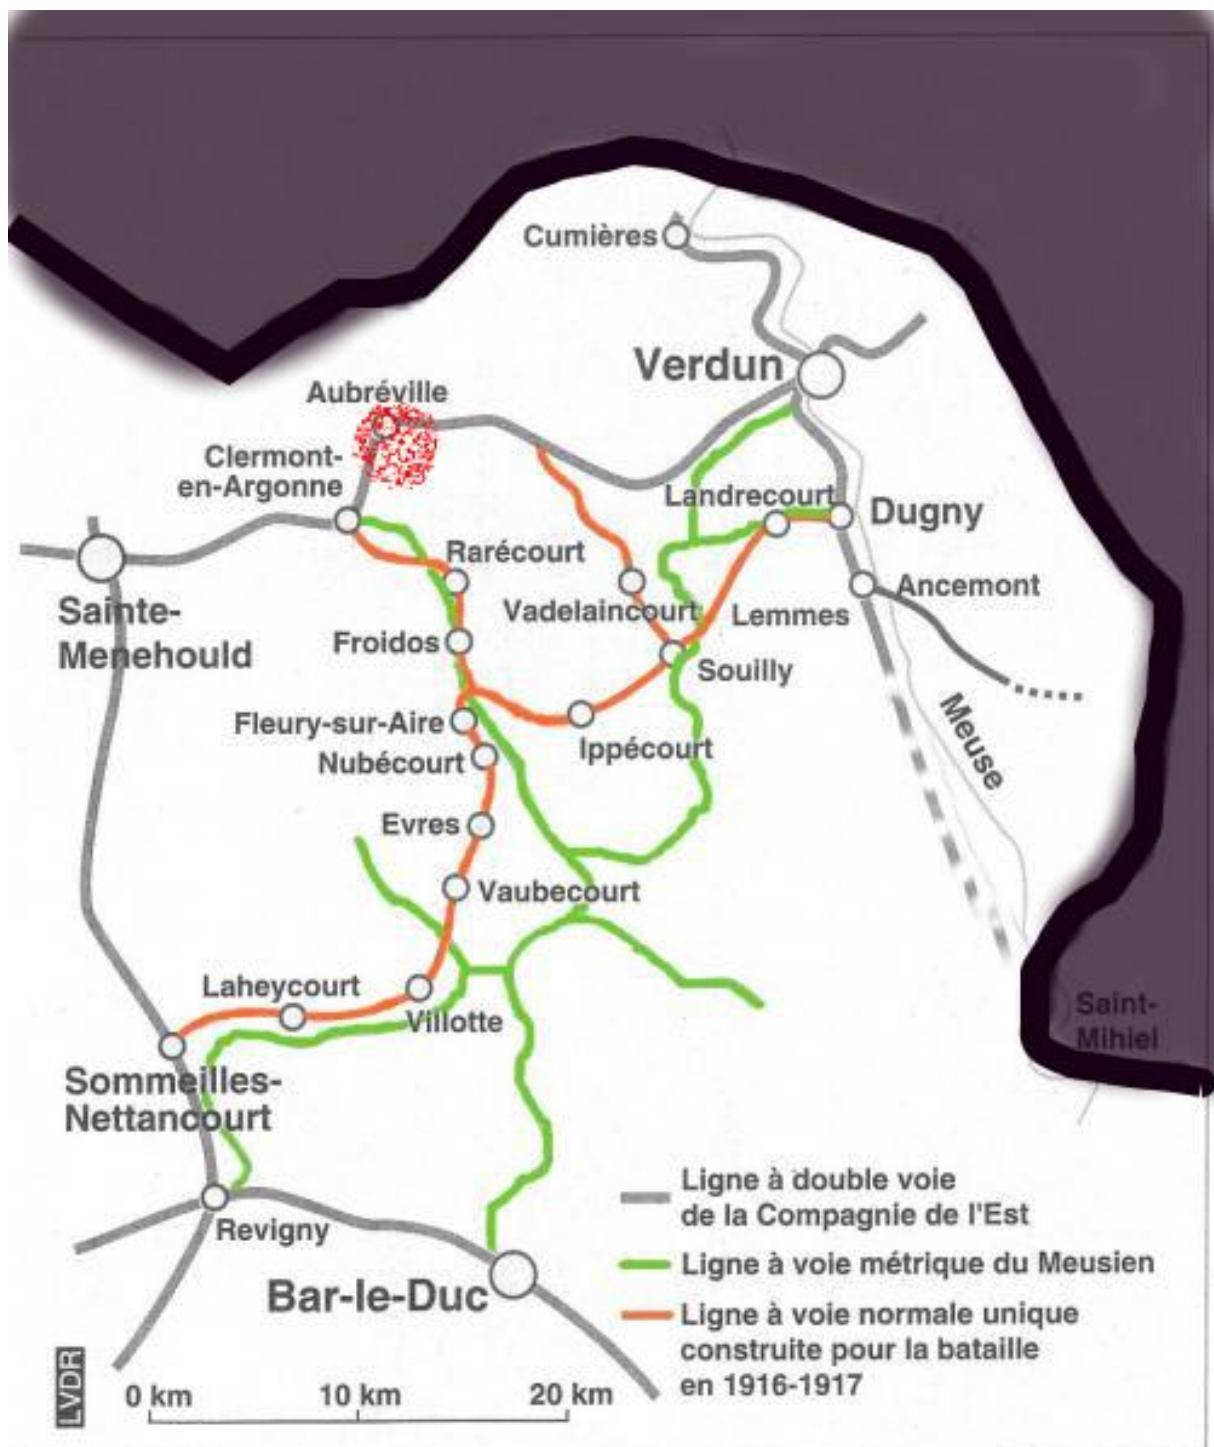 Cumières
Verdun
Aubréville
Clermont-
en-Argonne
Landrecourt
Dugny
Rarécourt
Ancemont
Sainte-
Menehould
Vadelaincourt
Lemmes
Froidos
Souilly
Fleury-sur-Aire
Meuse
Ippécourt
Nubécourt
Evres
Vaubecourt
Laheycourt
Villotte
Saint-
Mihiel
Sommeilles-
Nettancourt
Revigny
Bar-le-Duc
Ligne à double voie
de la Compagnie de l'Est
Ligne à voie métrique du Meusien
Ligne à voie normale unique
construite pour la bataille
en 1916-1917
LVDR
0 km 10 km 20 km